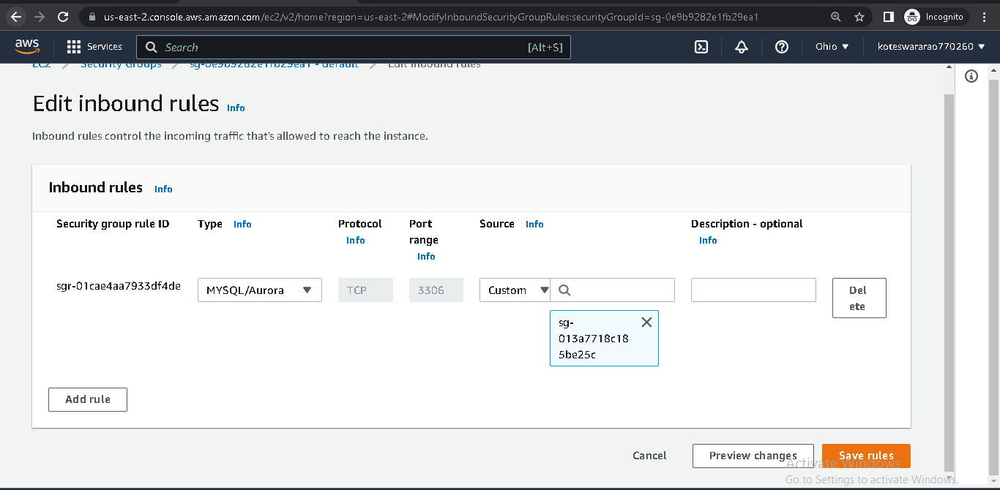 us-east-2.console.aws.amazon.com/ec2/v2/home?region=us-east-2#ModifyInboundSecurityGroupRules:securityGroupId=sg-0e9b9282e1fb29ea1
Incognito
aws
Services
Search
[Alt+S]
Ohio
koteswararao770260
EC2
Security Groups
sg-0e9b9282e1fb29ea1 - default
Edit inbound rules
Edit inbound rules Info
Inbound rules control the incoming traffic that's allowed to reach the instance.
Inbound rules Info
Security group rule ID
Type Info
Protocol
Info
Port
range
Info
Source Info
Description - optional
Info
sgr-01cae4aa7933df4de
MYSQL/Aurora
TCP
3306
Custom
sg-
013a7718c18
5be25c
Del
ete
Add rule
Cancel
Preview changes
Save rules
Activate Windows
Go to Settings to activate Windows.